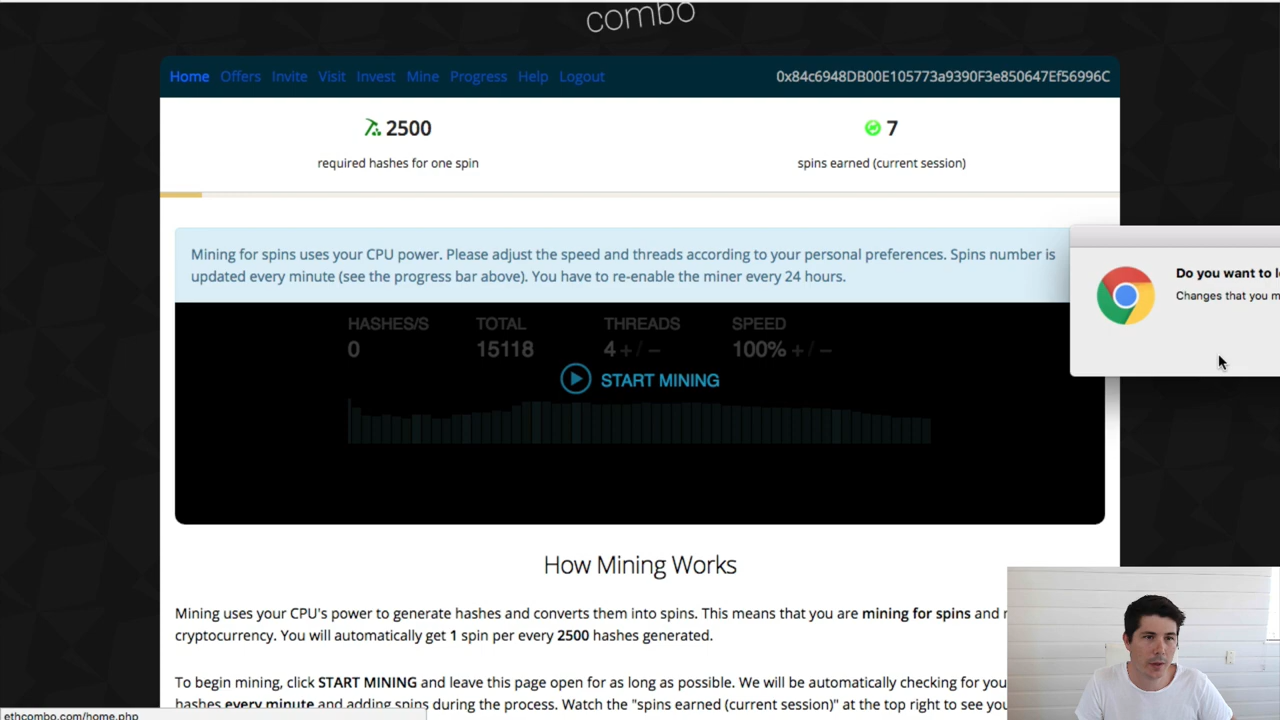 combo
Home Offers Invite Visit Invest Mine Progress Help Logout 0x84c6948DB00E105773a9390F3e850647Ef56996C
2500 7
required hashes for one spin spins earned (current session)
Mining for spins uses your CPU power. Please adjust the speed and threads according to your personal preferences. Spins number is
updated every minute (see the progress bar above). You have to re-enable the miner every 24 hours.
Do you want to l
Changes that you m
HASHES/S TOTAL THREADS SPEED
0 15118 4 + / − 100% + / −
START MINING
How Mining Works
Mining uses your CPU's power to generate hashes and converts them into spins. This means that you are mining for spins and
cryptocurrency. You will automatically get 1 spin per every 2500 hashes generated.
To begin mining, click START MINING and leave this page open for as long as possible. We will be automatically checking for you
hashes every minute and adding spins during the process. Watch the "spins earned (current session)" at the top right to see you
ethcombo.com/home.php